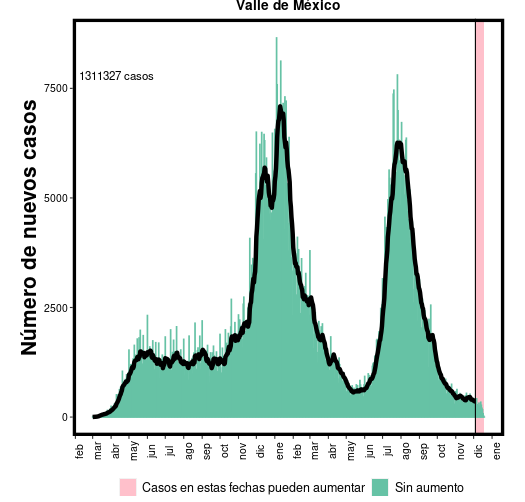 Valle de México
1311327 casos
Número de nuevos casos
7500
5000
2500
0
feb mar abr may jun jul ago sep oct nov dic ene feb mar abr may jun jul ago sep oct nov dic ene
Casos en estas fechas pueden aumentar Sin aumento